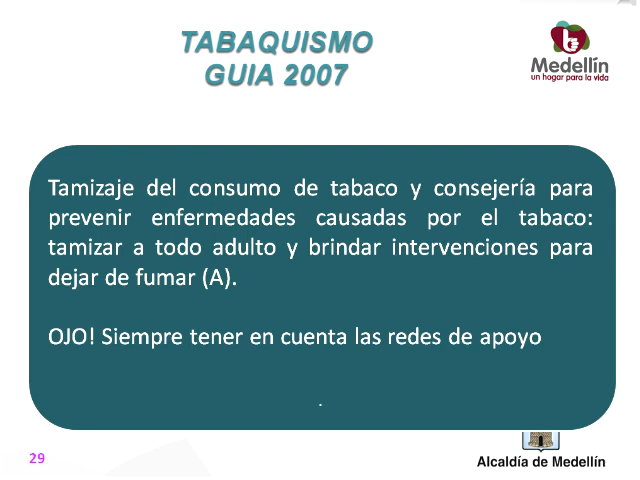 TABAQUISMO
GUIA 2007
Medellín
un hogar para la vida
Tamizaje del consumo de tabaco y consejería para
prevenir enfermedades causadas por el tabaco:
tamizar a todo adulto y brindar intervenciones para
dejar de fumar (A).
OJO! Siempre tener en cuenta las redes de apoyo
.
29
Alcaldía de Medellín